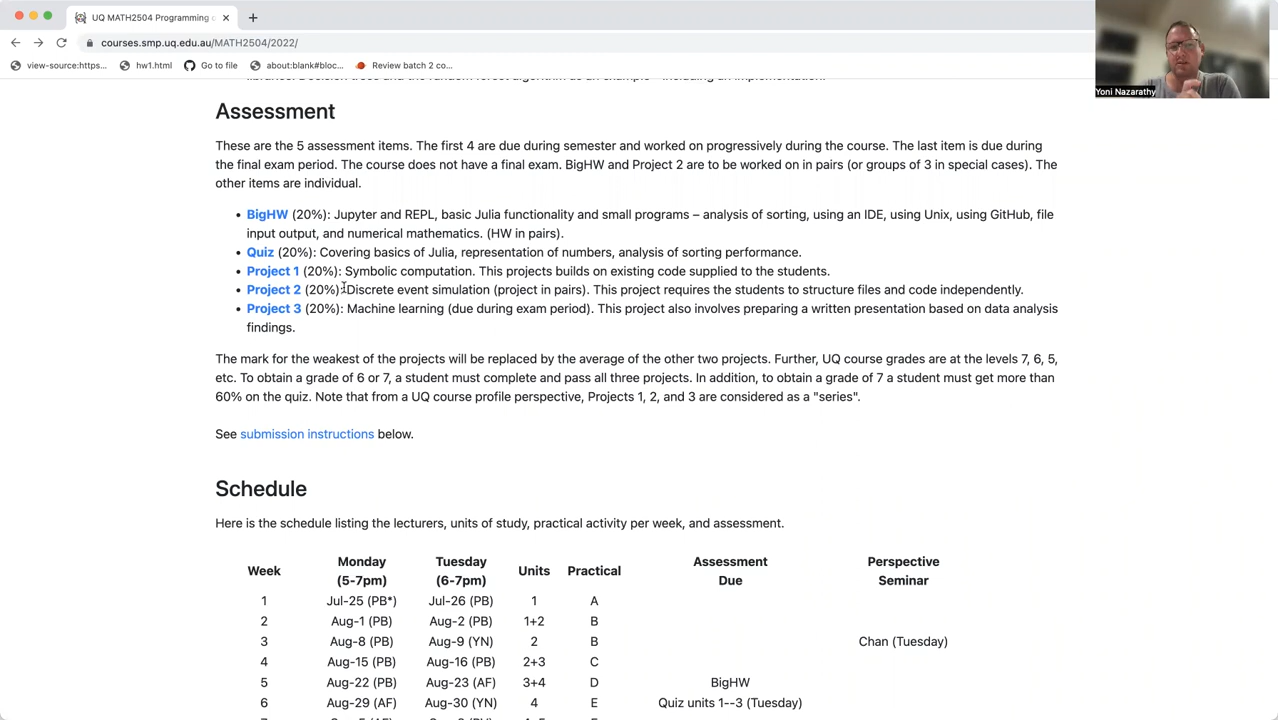 UQ MATH2504 Programming o
courses.smp.uq.edu.au/MATH2504/2022/
view-source:https... hw1.html Go to file about:blank#bloc... Review batch 2 co...
Yoni Nazarathy
Assessment
These are the 5 assessment items. The first 4 are due during semester and worked on progressively during the course. The last item is due during
the final exam period. The course does not have a final exam. BigHW and Project 2 are to be worked on in pairs (or groups of 3 in special cases). The
other items are individual.
• BigHW (20%): Jupyter and REPL, basic Julia functionality and small programs – analysis of sorting, using an IDE, using Unix, using GitHub, file
input output, and numerical mathematics. (HW in pairs).
• Quiz (20%): Covering basics of Julia, representation of numbers, analysis of sorting performance.
• Project 1 (20%): Symbolic computation. This projects builds on existing code supplied to the students.
• Project 2 (20%): Discrete event simulation (project in pairs). This project requires the students to structure files and code independently.
• Project 3 (20%): Machine learning (due during exam period). This project also involves preparing a written presentation based on data analysis
findings.
The mark for the weakest of the projects will be replaced by the average of the other two projects. Further, UQ course grades are at the levels 7, 6, 5,
etc. To obtain a grade of 6 or 7, a student must complete and pass all three projects. In addition, to obtain a grade of 7 a student must get more than
60% on the quiz. Note that from a UQ course profile perspective, Projects 1, 2, and 3 are considered as a "series".
See submission instructions below.
Schedule
Here is the schedule listing the lecturers, units of study, practical activity per week, and assessment.
Week Monday (5-7pm) Tuesday (6-7pm) Units Practical Assessment Due Perspective Seminar
1 Jul-25 (PB*) Jul-26 (PB) 1 A
2 Aug-1 (PB) Aug-2 (PB) 1+2 B
3 Aug-8 (PB) Aug-9 (YN) 2 B Chan (Tuesday)
4 Aug-15 (PB) Aug-16 (PB) 2+3 C
5 Aug-22 (PB) Aug-23 (AF) 3+4 D BigHW
6 Aug-29 (AF) Aug-30 (YN) 4 E Quiz units 1--3 (Tuesday)